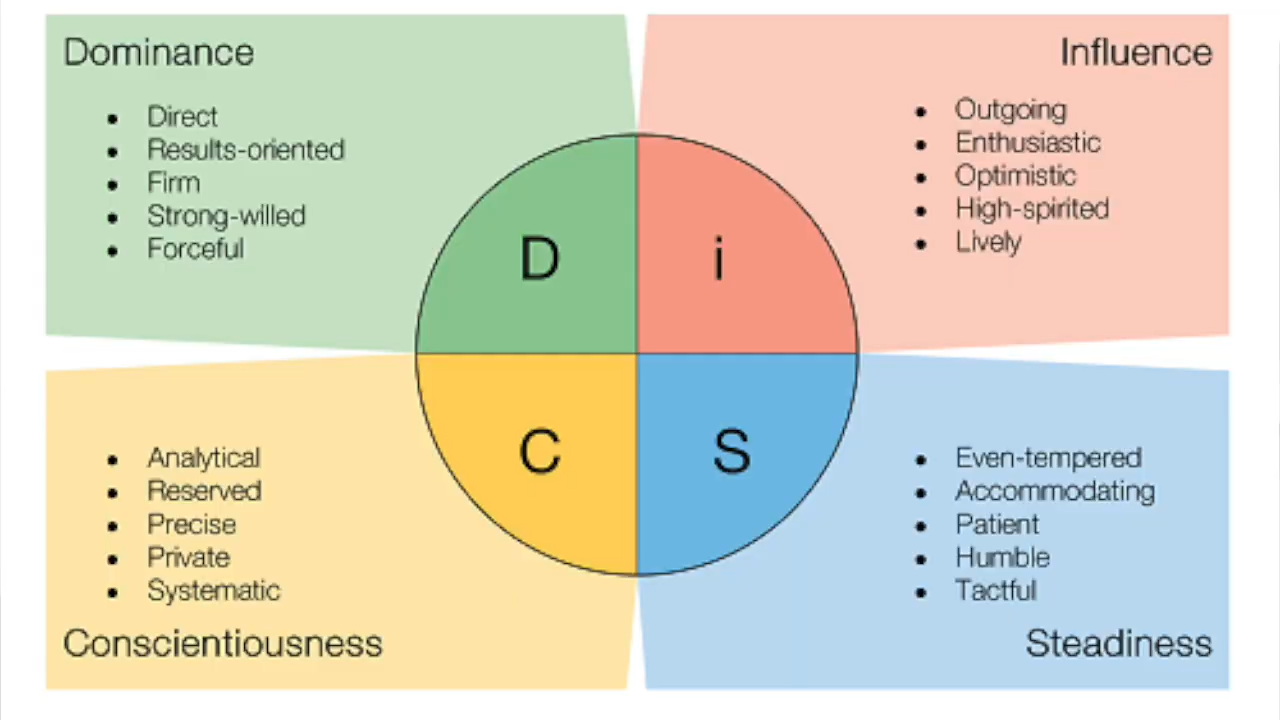 Dominance
• Direct
• Results-oriented
• Firm
• Strong-willed
• Forceful
Influence
• Outgoing
• Enthusiastic
• Optimistic
• High-spirited
• Lively
D
i
C
S
• Analytical
• Reserved
• Precise
• Private
• Systematic
Conscientiousness
• Even-tempered
• Accommodating
• Patient
• Humble
• Tactful
Steadiness